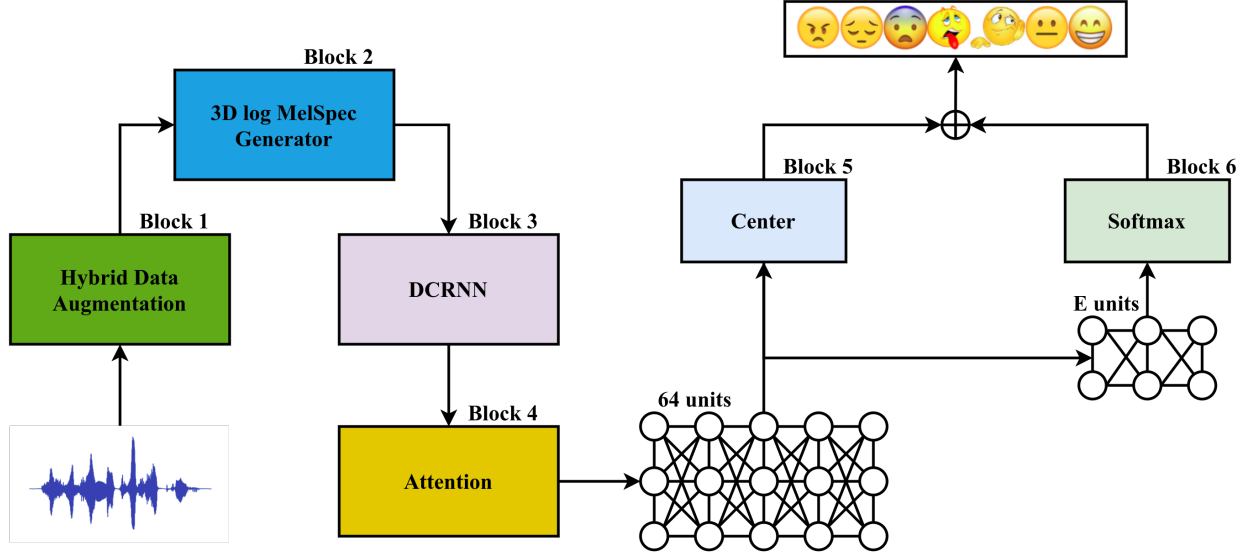 Block 1
Hybrid Data
Augmentation
Block 2
3D log MelSpec
Generator
Block 3
DCRNN
Block 4
Attention
64 units
Block 5
Center
E units
Block 6
Softmax